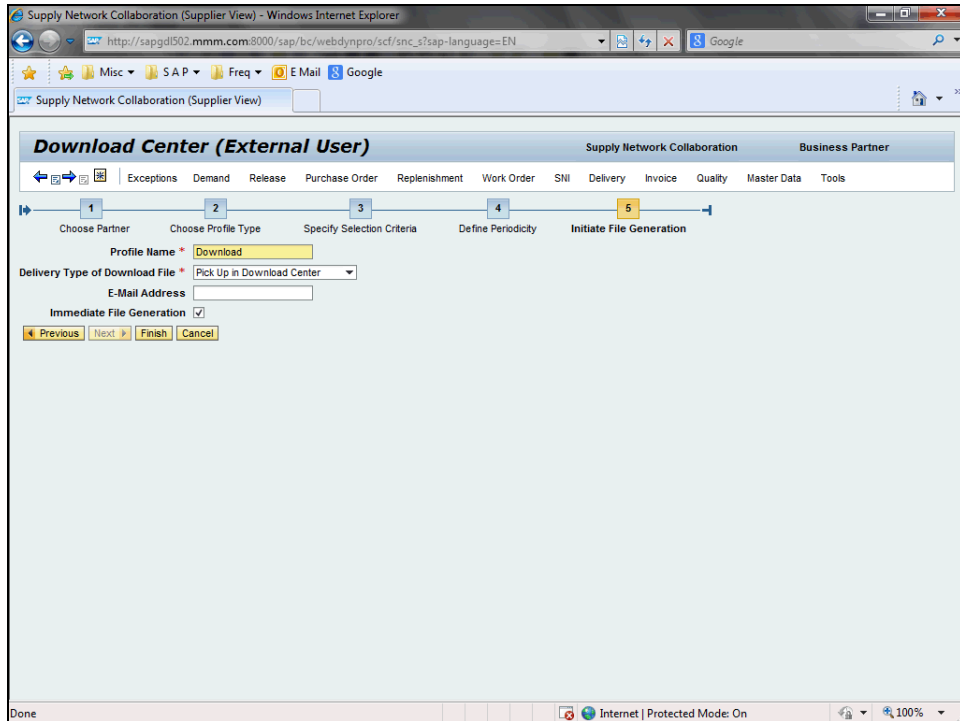 Supply Network Collaboration (Supplier View) - Windows Internet Explorer
http://sapgdl502.mmm.com:8000/sap/bc/webdynpro/scf/snc_s?sap-language=EN
Google
Misc
S A P
Freq
E Mail
Google
Supply Network Collaboration (Supplier View)
Download Center (External User)
Supply Network Collaboration
Business Partner
Exceptions Demand Release Purchase Order Replenishment Work Order SNI Delivery Invoice Quality Master Data Tools
1 2 3 4 5
Choose Partner Choose Profile Type Specify Selection Criteria Define Periodicity Initiate File Generation
Profile Name * Download
Delivery Type of Download File * Pick Up in Download Center
E-Mail Address
Immediate File Generation
Previous Next Finish Cancel
Done Internet | Protected Mode: On 100%